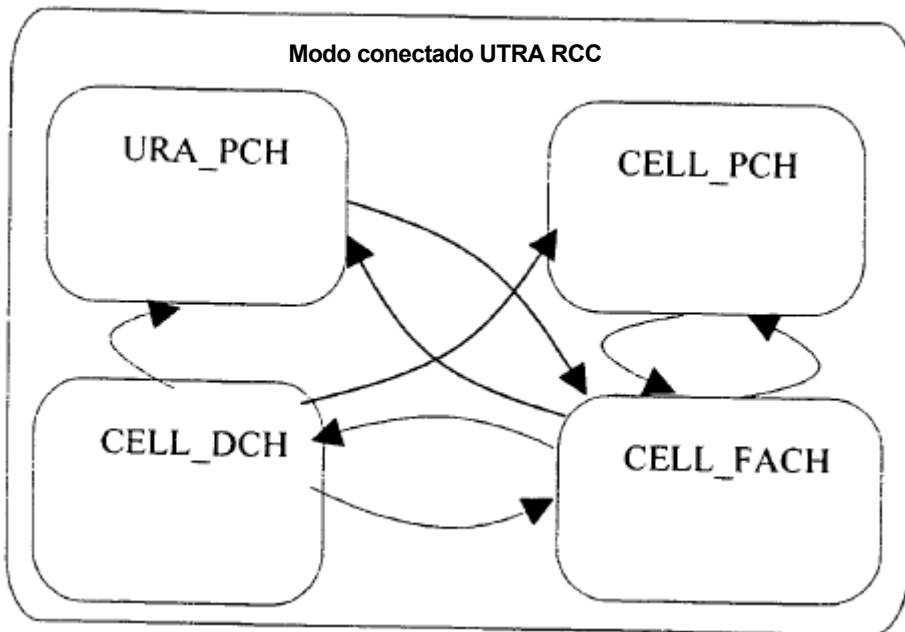 Modo conectado UTRA RCC
URA_PCH
CELL_PCH
CELL_DCH
CELL_FACH